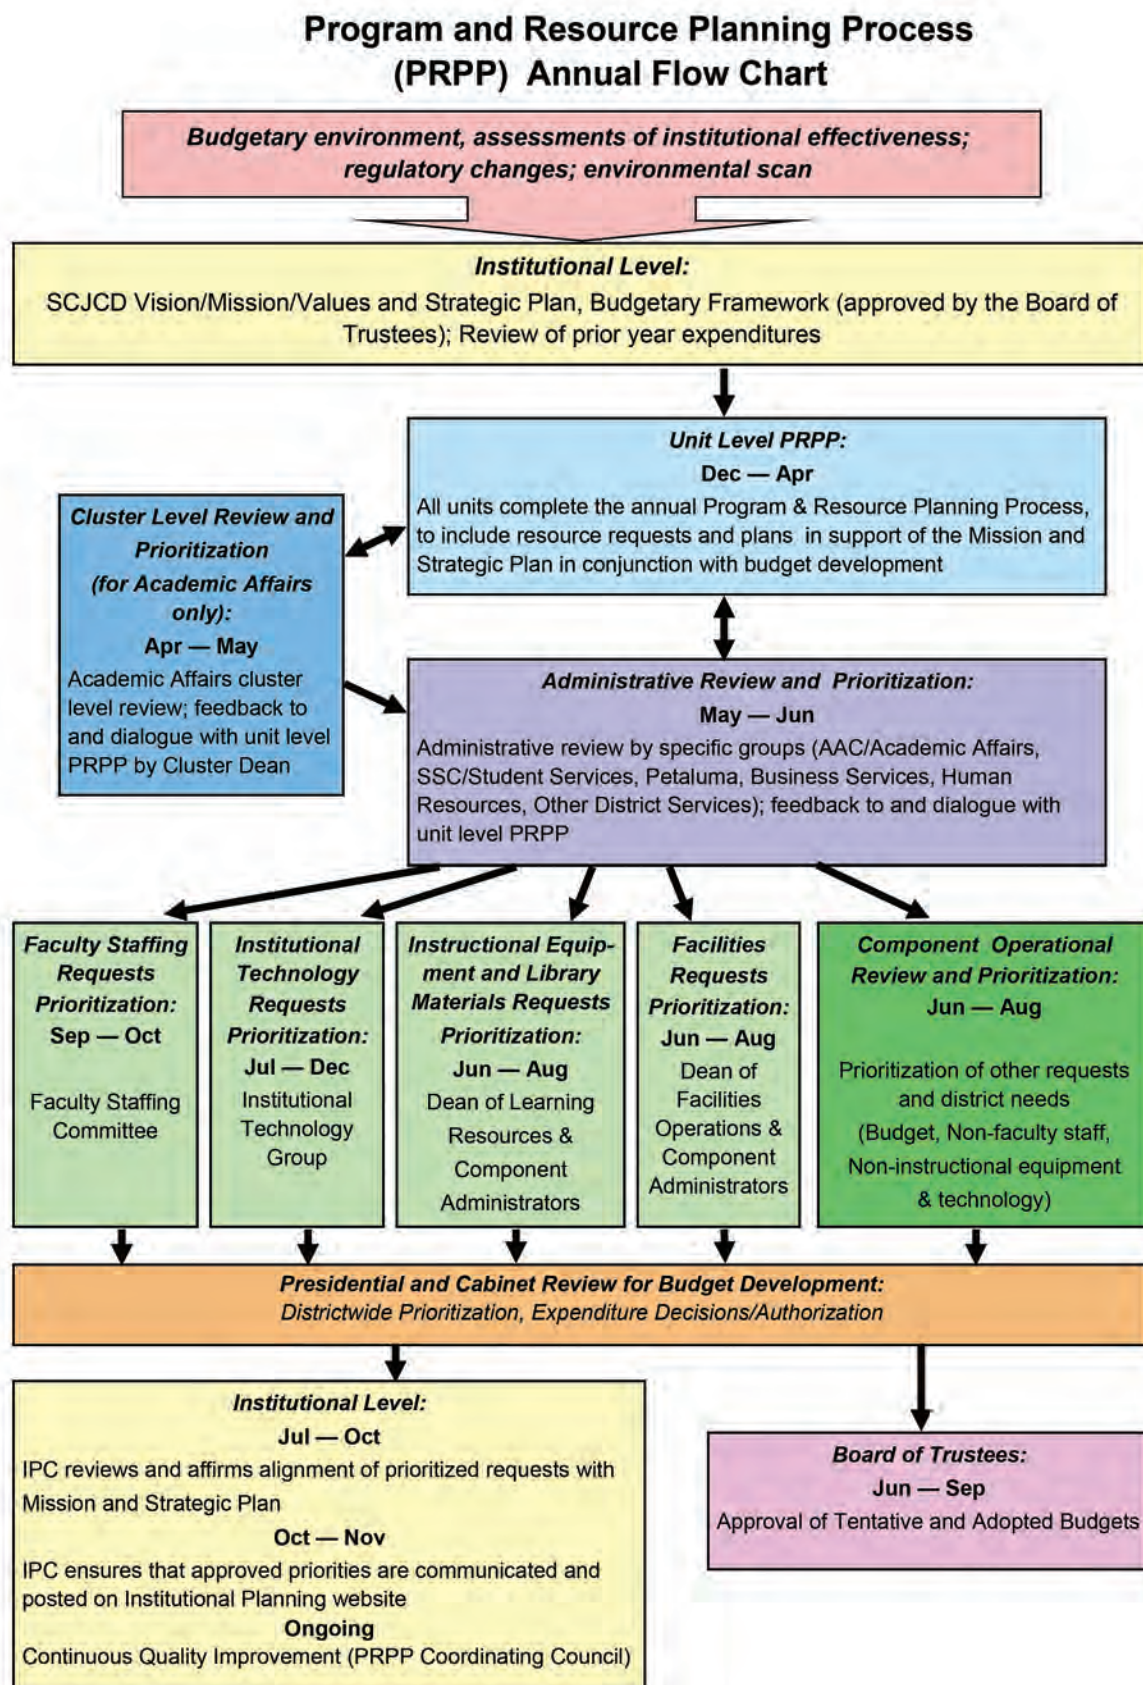 Program and Resource Planning Process
(PRPP)  Annual Flow Chart
Budgetary environment, assessments of institutional effectiveness;
regulatory changes; environmental scan
Institutional Level:
SCJCD Vision/Mission/Values and Strategic Plan, Budgetary Framework (approved by the Board of
Trustees); Review of prior year expenditures
Unit Level PRPP:
Dec — Apr
All units complete the annual Program & Resource Planning Process,
to include resource requests and plans  in support of the Mission and
Strategic Plan in conjunction with budget development
Cluster Level Review and
Prioritization
(for Academic Affairs
only):
Apr — May
Academic Affairs cluster
level review; feedback to
and dialogue with unit level
PRPP by Cluster Dean
Administrative Review and  Prioritization:
May — Jun
Administrative review by specific groups (AAC/Academic Affairs,
SSC/Student Services, Petaluma, Business Services, Human
Resources, Other District Services); feedback to and dialogue with
unit level PRPP
Faculty Staffing
Requests
Prioritization:
Sep — Oct
Faculty Staffing
Committee
Institutional
Technology
Requests
Prioritization:
Jul — Dec
Institutional
Technology
Group
Instructional Equip-
ment and Library
Materials Requests
Prioritization:
Jun — Aug
Dean of Learning
Resources &
Component
Administrators
Facilities
Requests
Prioritization:
Jun — Aug
Dean of
Facilities
Operations &
Component
Administrators
Component  Operational
Review and Prioritization:
Jun — Aug
Prioritization of other requests
and district needs
(Budget, Non-faculty staff,
Non-instructional equipment
& technology)
Presidential and Cabinet Review for Budget Development:
Districtwide Prioritization, Expenditure Decisions/Authorization
Institutional Level:
Jul — Oct
IPC reviews and affirms alignment of prioritized requests with
Mission and Strategic Plan
Oct — Nov
IPC ensures that approved priorities are communicated and
posted on Institutional Planning website
Ongoing
Continuous Quality Improvement (PRPP Coordinating Council)
Board of Trustees:
Jun — Sep
Approval of Tentative and Adopted Budgets